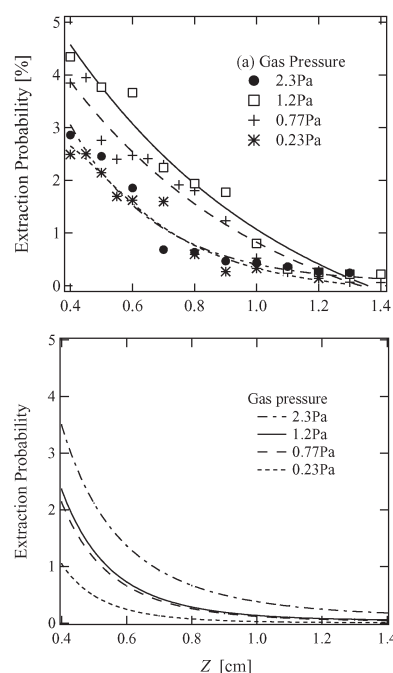 5
4
3
2
1
0
Extraction Probability [%]
(a) Gas Pressure
2.3Pa
1.2Pa
0.77Pa
0.23Pa
0.4 0.6 0.8 1.0 1.2 1.4
5
4
3
2
1
0
Extraction Probability
Gas pressure
2.3Pa
1.2Pa
0.77Pa
0.23Pa
0.4 0.6 0.8 1.0 1.2 1.4
Z [cm]